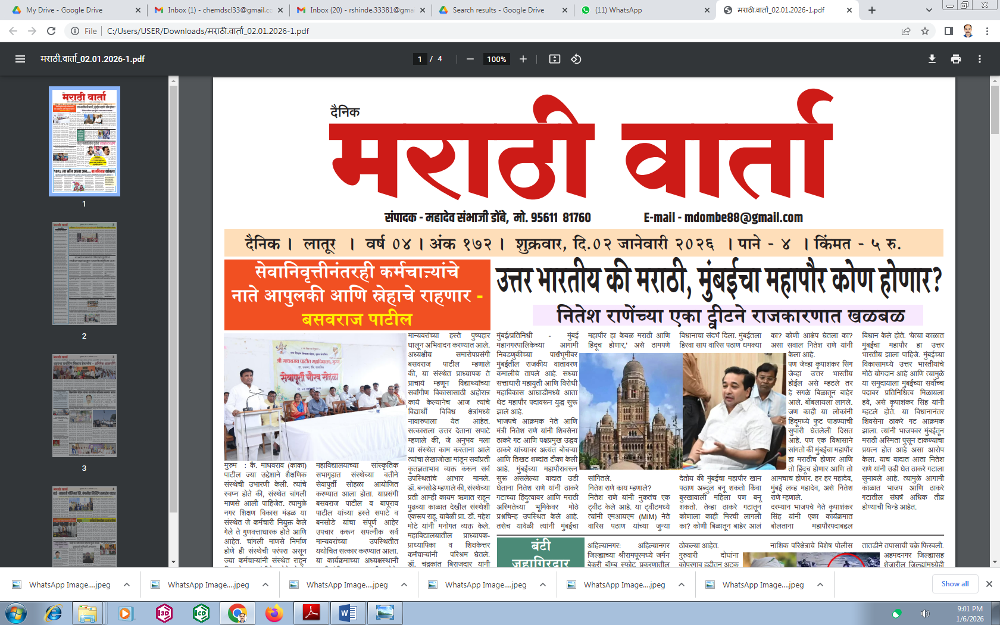 My Drive - Google Drive
Inbox (1) - chemdscl33@gmail.co
Inbox (20) - rshinde.33381@gma
Search results - Google Drive
(11) WhatsApp
मराठी.वार्ता_02.01.2026-1.pdf
File
C:/Users/USER/Downloads/मराठी.वार्ता_02.01.2026-1.pdf
मराठी.वार्ता_02.01.2026-1.pdf
1 / 4
100%
1
2
3
दैनिक
मराठी वार्ता
संपादक - महादेव संभाजी डोंबे, मो. 95611 81760
E-mail - mdombe88@gmail.com
दैनिक । लातूर । वर्ष ०४ । अंक १७२ । शुक्रवार, दि.०२ जानेवारी २०२६ । पाने - ४ । किंमत - ५ रु.
सेवानिवृत्तीनंतरही कर्मचाऱ्यांचे
नाते आपुलकी आणि स्नेहाचे राहणार -
बसवराज पाटील
श्री माधवराव पाटील महाविद्यालय, मुरुम
सेवापूर्ती गौरव सोहळा
मुरुम : कै. माधवराव (काका)
पाटील ज्या उद्देशाने शैक्षणिक
संस्थेची उभारणी केली. त्यांचे
स्वप्न होते की, संस्थेत चांगली
माणसे आली पाहिजेत. त्यामुळे
नगर शिक्षण विकास मंडळ या
संस्थेत जे कर्मचारी नियुक्त केले
गेले ते गुणवत्ताधारक होते आणि
आहेत. चांगली माणसे निर्माण
होणे ही संस्थेची परंपरा असून
ज्या कर्मचाऱ्यांनी संस्थेत राहून
महाविद्यालयाच्या सांस्कृतिक
सभागृहात संस्थेच्या वतीने
सेवापुर्ती सोहळा आयोजित
करण्यात आला होता. याप्रसंगी
बसवराज पाटील व बापूराव
पाटील यांच्या हस्ते सपाटे व
बनसोडे यांचा संपूर्ण आहेर
उपचार करून सपत्नीक सर्व
मान्यवरांच्या उपस्थितीत
यथोचित सत्कार करण्यात आला.
या कार्यक्रमाच्या अध्यक्षस्थानी
मान्यवरांच्या हस्ते पुष्पहार
घालून अभिवादन करण्यात आले.
अध्यक्षीय समारोपप्रसंगी
बसवराज पाटील म्हणाले
की, या संस्थेत प्राध्यापक ते
प्राचार्य म्हणून विद्यार्थ्यांच्या
सर्वांगीण विकासासाठी अहोरात्र
कार्य केल्यानेच आज त्यांचे
विद्यार्थी विविध क्षेत्रांमध्ये
नावारुपाला येत आहेत.
सत्काराला उत्तर देताना सपाटे
म्हणाले की, जे अनुभव मला
या संस्थेत काम करताना आले
त्यांचा लेखाजोखा मांडून सर्वांप्रती
कृतज्ञताभाव व्यक्त करून सर्व
उपस्थितांचे आभार मानले.
डॉ. बनसोडे म्हणाले की, संस्थेच्या
प्रती आम्ही कायम ऋणात राहून
पुढच्या काळात देखील संस्थेशी
एकरूप राहू. यावेळी प्रा. डॉ. महेश
मोटे यांनी मनोगत व्यक्त केले.
महाविद्यालयातील प्राध्यापक-
प्राध्यापिका व शिक्षकेत्तर
कर्मचाऱ्यांनी परिश्रम घेतले.
डॉ. चंद्रकांत बिराजदार यांनी
उत्तर भारतीय की मराठी, मुंबईचा महापौर कोण होणार?
नितेश राणेंच्या एका ट्वीटने राजकारणात खळबळ
मुंबई/प्रतिनिधी - मुंबई
महानगरपालिकेच्या आगामी
निवडणुकीच्या पार्श्वभूमीवर
मुंबईतील राजकीय वातावरण
कमालीचे तापले आहे. सध्या
सत्ताधारी महायुती आणि विरोधी
महाविकास आघाडीमध्ये आता
थेट महापौर पदावरून युद्ध सुरू
झाले आहे.
भाजपचे आक्रमक नेते आणि
मंत्री नितेश राणे यांनी शिवसेना
ठाकरे गट आणि पक्षप्रमुख उद्धव
ठाकरे यांच्यावर अत्यंत बोचऱ्या
आणि तिखट शब्दांत टीका केली
आहे. मुंबईच्या महापौरावरून
सुरू असलेल्या वादात उडी
घेताना नितेश राणे यांनी ठाकरे
गटाच्या हिंदुत्वावर आणि मराठी
अस्मितेच्या भूमिकेवर मोठे
प्रश्नचिन्ह उपस्थित केले आहे.
तसेच यावेळी त्यांनी मुंबईचा
महापौर हा केवळ मराठी आणि
हिंदूच होणार,' असे ठामपणे
सांगितले.
नितेश राणे काय म्हणाले?
नितेश राणे यांनी नुकतंच एक
ट्वीट केले आहे. या ट्वीटमध्ये
त्यांनी एमआयएम (MIM) नेते
वारिस पठाण यांच्या जुन्या
विधानाचा संदर्भ दिला. मुंबईतला
हिरवा साप वारिस पठाण धमक्या
देतोय की मुंबईचा महापौर खान
पठाण अब्दुल बनू शकतो किंवा
बुरखावाली महिला पण बनू
शकतो. तेव्हा ठाकरे गटातून
कोणाला काही मिरची लागली
का? कोणी बिळातून बाहेर आलं
का? कोणी आक्षेप घेतला का?
असा सवाल नितेश राणे यांनी
केला आहे.
पण जेव्हा कृपाशंकर सिंग
जेव्हा उत्तर भारतीय
होईल असे म्हटले तर
हे सगळे बिळातून बाहेर
आले. बोंबलायला लागले.
जण काही या लोकांनी
हिंदूमध्ये फुट पाडण्याची
सुपारी घेतलेली दिसत
आहे. पण एक विश्वासाने
सांगतो की मुंबईचा महापौर
हा मराठीच होणार आणि
तो हिंदूच होणार आणि तो
आमचाच होणार. हर हर महादेव,
मुंबई लव्ह महादेव, असे नितेश
राणे म्हणाले.
दरम्यान भाजपचे नेते कृपाशंकर
सिंह यांनी एका कार्यक्रमात
बोलताना महापौरपदाबद्दल
विधान केले होते. 'येत्या काळात
मुंबईचा महापौर हा उत्तर
भारतीय झाला पाहिजे. मुंबईच्या
विकासामध्ये उत्तर भारतीयांचे
मोठे योगदान आहे आणि त्यामुळे
या समुदायाला मुंबईच्या सर्वोच्च
पदावर प्रतिनिधित्व मिळायला
हवे, असे कृपाशंकर सिंह यांनी
म्हटले होते. या विधानानंतर
शिवसेना ठाकरे गट आक्रमक
झाला. त्यांनी भाजपावर मुंबईतून
मराठी अस्मिता पुसून टाकण्याचा
प्रयत्न होत आहे असा आरोप
केला. याच वादात आता नितेश
राणे यांनी उडी घेत ठाकरे गटाला
सुनावले आहे. त्यामुळे आगामी
काळात भाजप आणि ठाकरे
गटातील संघर्ष अधिक तीव्र
होण्याची चिन्हे आहेत.
बंटी
जहागिरदार
अहिल्यानगर: अहिल्यानगर
जिल्ह्याच्या श्रीरामपूरमध्ये जर्मन
बेकरी बॉम्ब स्फोट प्रकरणातील
ठोकल्या आहेत.
गुरुवारी दोघांना
कोपरगाव हद्दीतून अटक
नाशिक परिक्षेत्राचे विशेष पोलीस
तातडीने तपासाची चक्रे फिरवली.
अहमदनगर जिल्ह्यासह
शेजारील जिल्ह्यांमध्येही
WhatsApp Image....jpeg
WhatsApp Image....jpeg
WhatsApp Image....jpeg
WhatsApp Image....jpeg
WhatsApp Image....jpeg
WhatsApp Image....jpeg
Show all
9:01 PM
1/6/2026